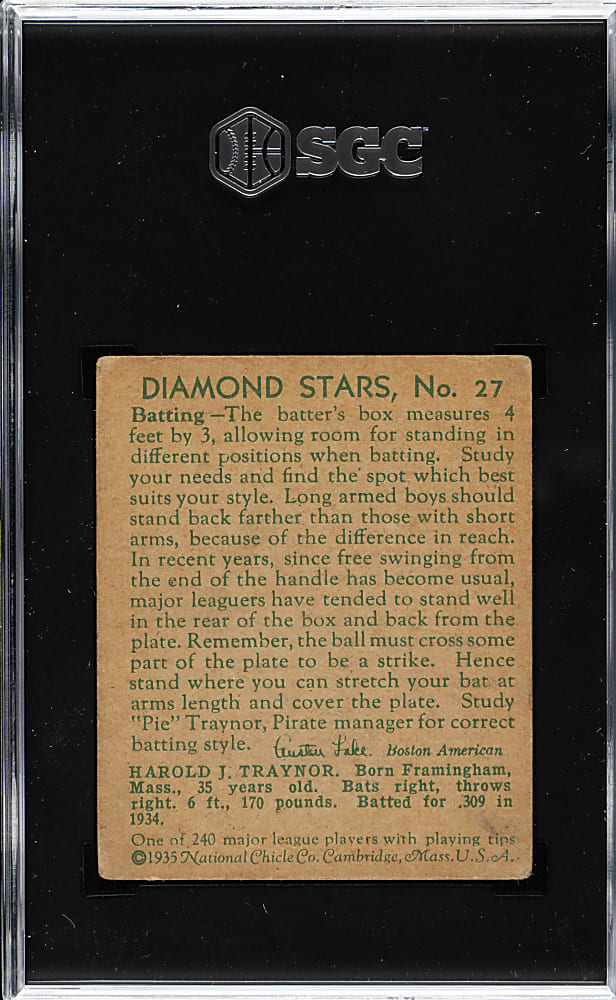 SGC
DIAMOND STARS, No. 27
Batting—The batter's box measures 4
feet by 3, allowing room for standing in
different positions when batting. Study
your needs and find the spot which best
suits your style. Long armed boys should
stand back farther than those with short
arms, because of the difference in reach.
In recent years, since free swinging from
the end of the handle has become usual,
major leaguers have tended to stand well
in the rear of the box and back from the
plate. Remember, the ball must cross some
part of the plate to be a strike. Hence
stand where you can stretch your bat at
arms length and cover the plate. Study
"Pie" Traynor, Pirate manager for correct
batting style. Austen Lake. Boston American
HAROLD J. TRAYNOR. Born Framingham,
Mass., 35 years old. Bats right, throws
right. 6 ft., 170 pounds. Batted for .309 in
1934.
One of 240 major league players with playing tips
©1935 National Chicle Co. Cambridge, Mass. U.S.A.